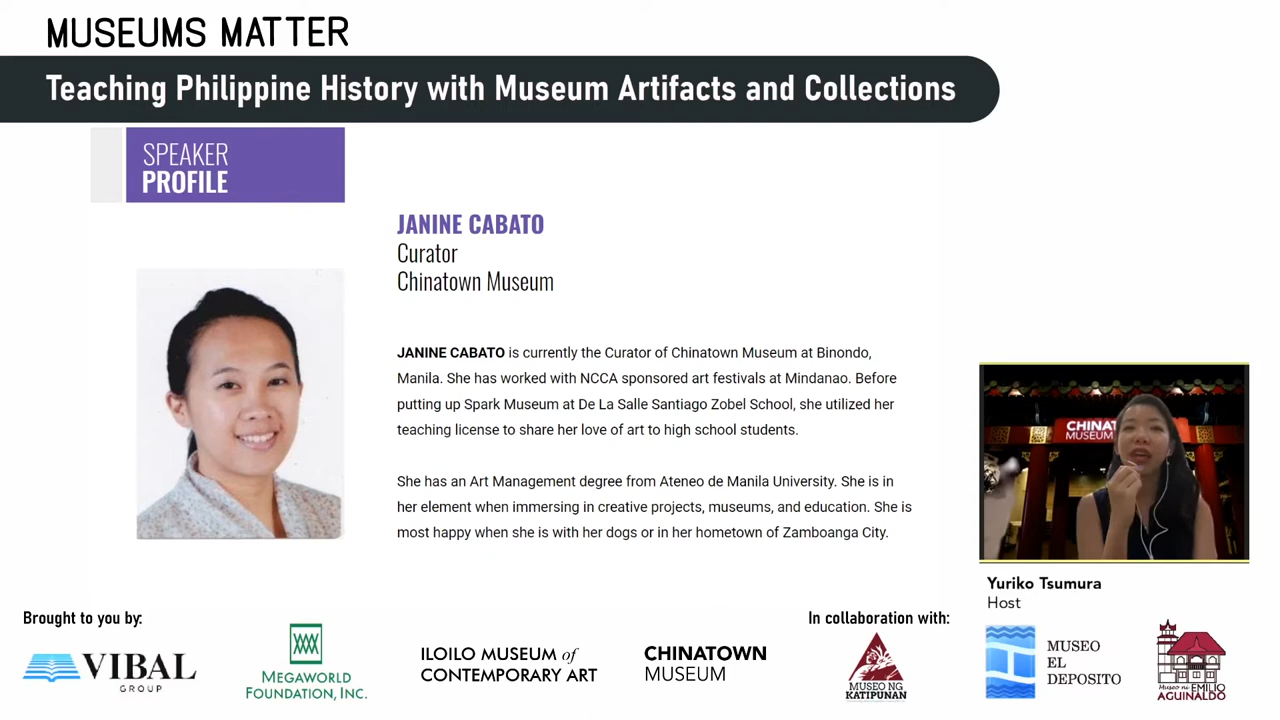 MUSEUMS MATTER
Teaching Philippine History with Museum Artifacts and Collections
SPEAKER
PROFILE
JANINE CABATO
Curator
Chinatown Museum
JANINE CABATO is currently the Curator of Chinatown Museum at Binondo,
Manila. She has worked with NCCA sponsored art festivals at Mindanao. Before
putting up Spark Museum at De La Salle Santiago Zobel School, she utilized her
teaching license to share her love of art to high school students.
She has an Art Management degree from Ateneo de Manila University. She is in
her element when immersing in creative projects, museums, and education. She is
most happy when she is with her dogs or in her hometown of Zamboanga City.
CHINAT
MUSEUM
Yuriko Tsumura
Host
Brought to you by:
VIBAL
GROUP
MEGAWORLD
FOUNDATION, INC.
ILOILO MUSEUM of
CONTEMPORARY ART
CHINATOWN
MUSEUM
In collaboration with:
MUSEO NG
KATIPUNAN
MUSEO
EL
DEPOSITO
Museo ni EMILIO
AGUINALDO